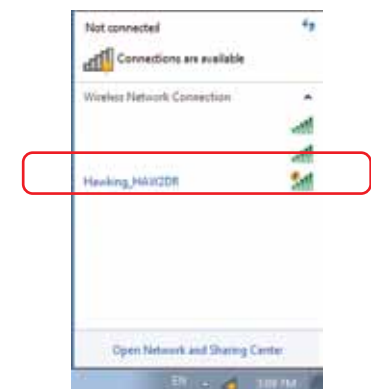 Not connected
Connections are available
Wireless Network Connection
Hawking_HAW2DR
Open Network and Sharing Center
EN